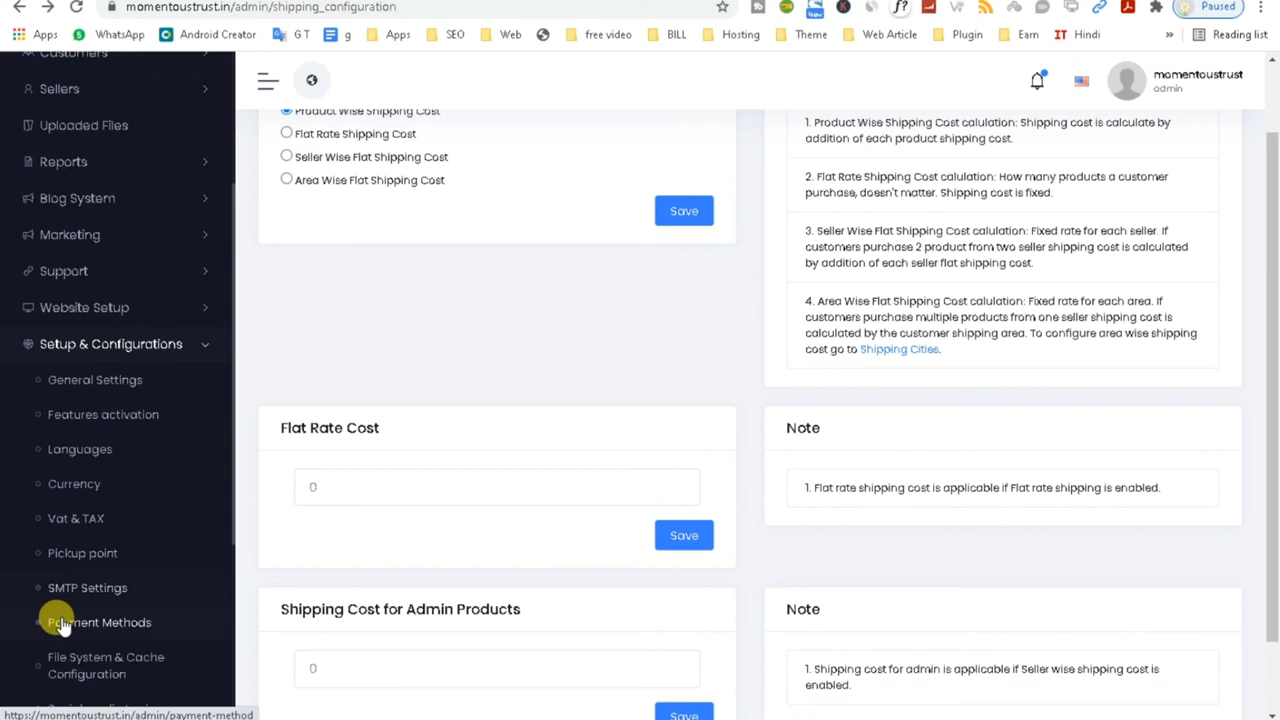 momentoustrust.in/admin/shipping_configuration
Paused
Apps
WhatsApp
Android Creator
G T
g
Apps
SEO
Web
free video
BILL
Hosting
Theme
Web Article
Plugin
Earn
IT Hindi
»
Reading list
Customers
Sellers
Uploaded Files
Reports
Blog System
Marketing
Support
Website Setup
Setup & Configurations
General Settings
Features activation
Languages
Currency
Vat & TAX
Pickup point
SMTP Settings
Payment Methods
File System & Cache
Configuration
momentoustrust
admin
Product Wise Shipping Cost
Flat Rate Shipping Cost
Seller Wise Flat Shipping Cost
Area Wise Flat Shipping Cost
Save
1. Product Wise Shipping Cost calulation: Shipping cost is calculate by
addition of each product shipping cost.
2. Flat Rate Shipping Cost calulation: How many products a customer
purchase, doesn't matter. Shipping cost is fixed.
3. Seller Wise Flat Shipping Cost calulation: Fixed rate for each seller. If
customers purchase 2 product from two seller shipping cost is calculated
by addition of each seller flat shipping cost.
4. Area Wise Flat Shipping Cost calulation: Fixed rate for each area. If
customers purchase multiple products from one seller shipping cost is
calculated by the customer shipping area. To configure area wise shipping
cost go to Shipping Cities.
Flat Rate Cost
0
Save
Note
1. Flat rate shipping cost is applicable if Flat rate shipping is enabled.
Shipping Cost for Admin Products
0
Save
Note
1. Shipping cost for admin is applicable if Seller wise shipping cost is
enabled.
https://momentoustrust.in/admin/payment-method